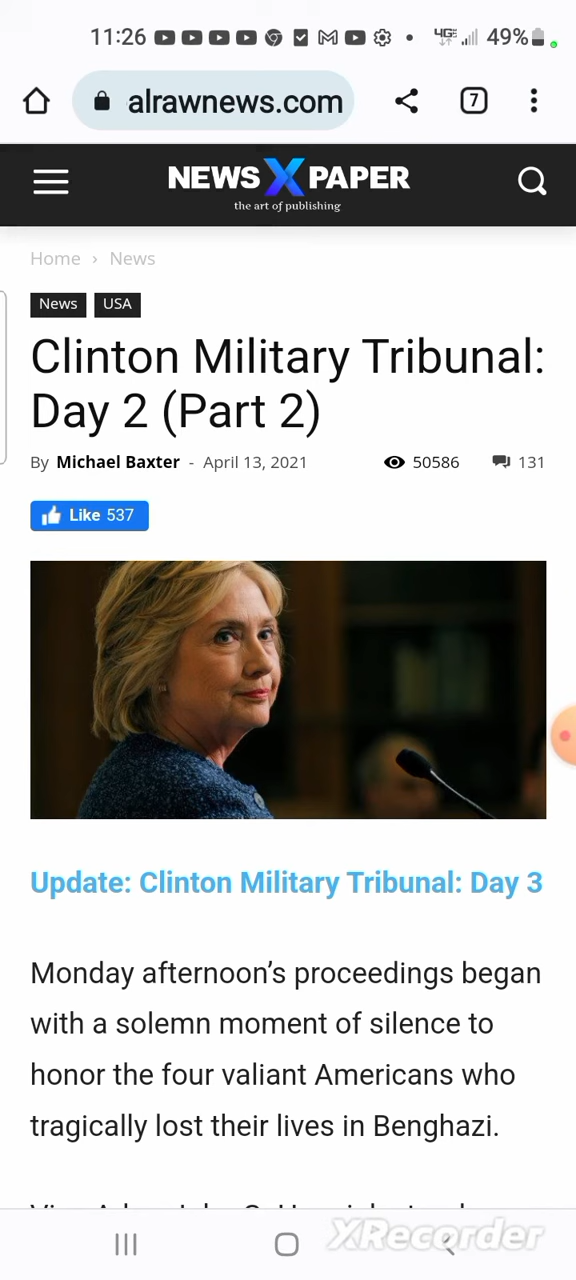 11:26 4GE 49%
alrawnews.com 7
NEWS X PAPER
the art of publishing
Home › News
News USA
Clinton Military Tribunal:
Day 2 (Part 2)
By Michael Baxter - April 13, 2021 50586 131
Like 537
Update: Clinton Military Tribunal: Day 3
Monday afternoon’s proceedings began
with a solemn moment of silence to
honor the four valiant Americans who
tragically lost their lives in Benghazi.
XRecorder